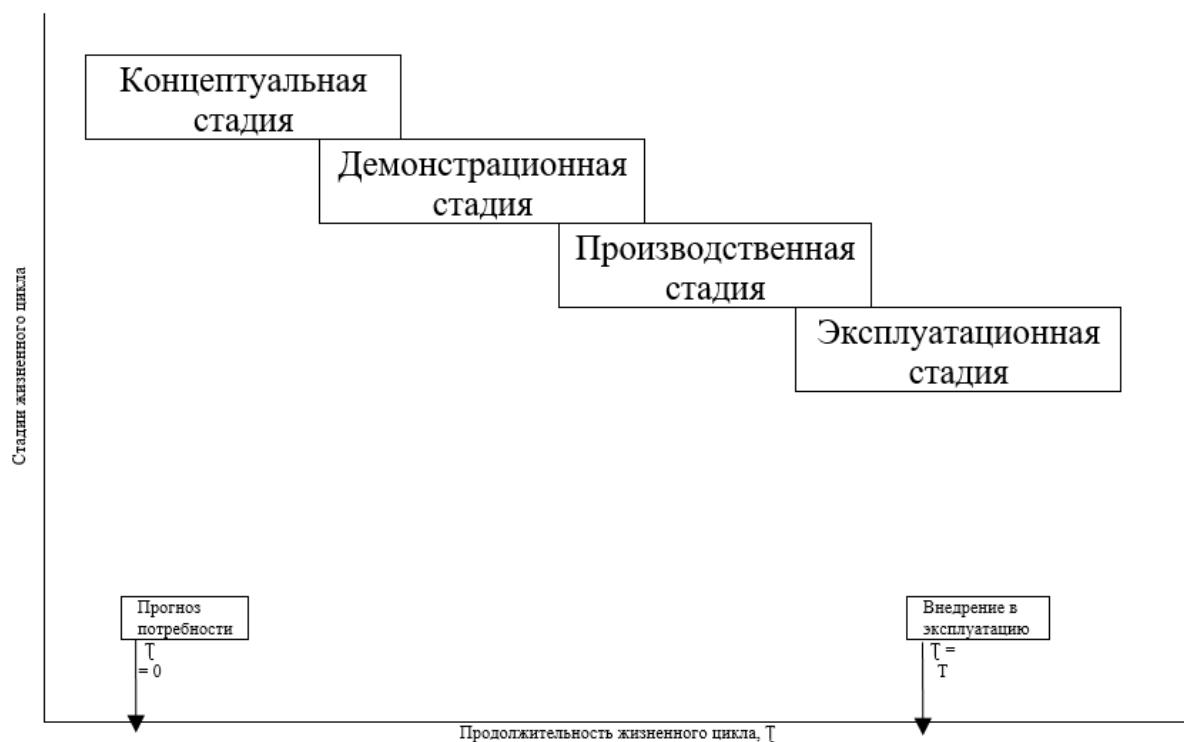 Концептуальная
стадия
Демонстрационная
стадия
Производственная
стадия
Эксплуатационная
стадия
Стадии жизненного цикла
Прогноз
потребности
Ʈ
= 0
Внедрение в
эксплуатацию
Ʈ =
T
Продолжительность жизненного цикла, Ʈ